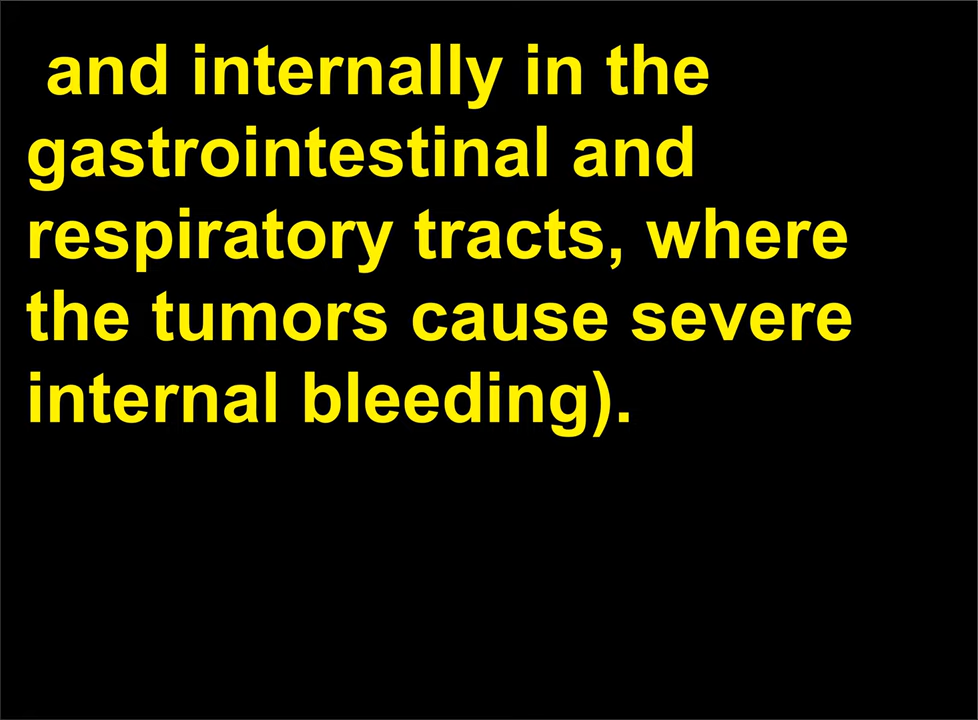 and internally in the
gastrointestinal and
respiratory tracts, where
the tumors cause severe
internal bleeding).